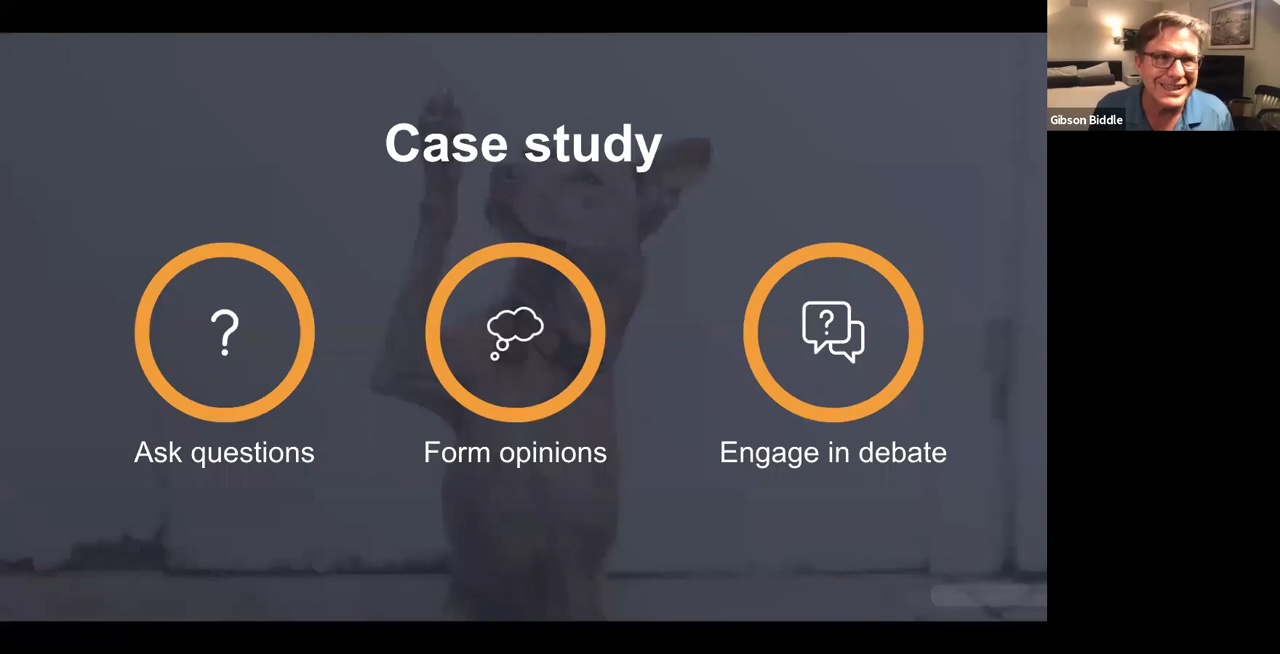 Case study
Gibson Biddle
Ask questions
Form opinions
Engage in debate